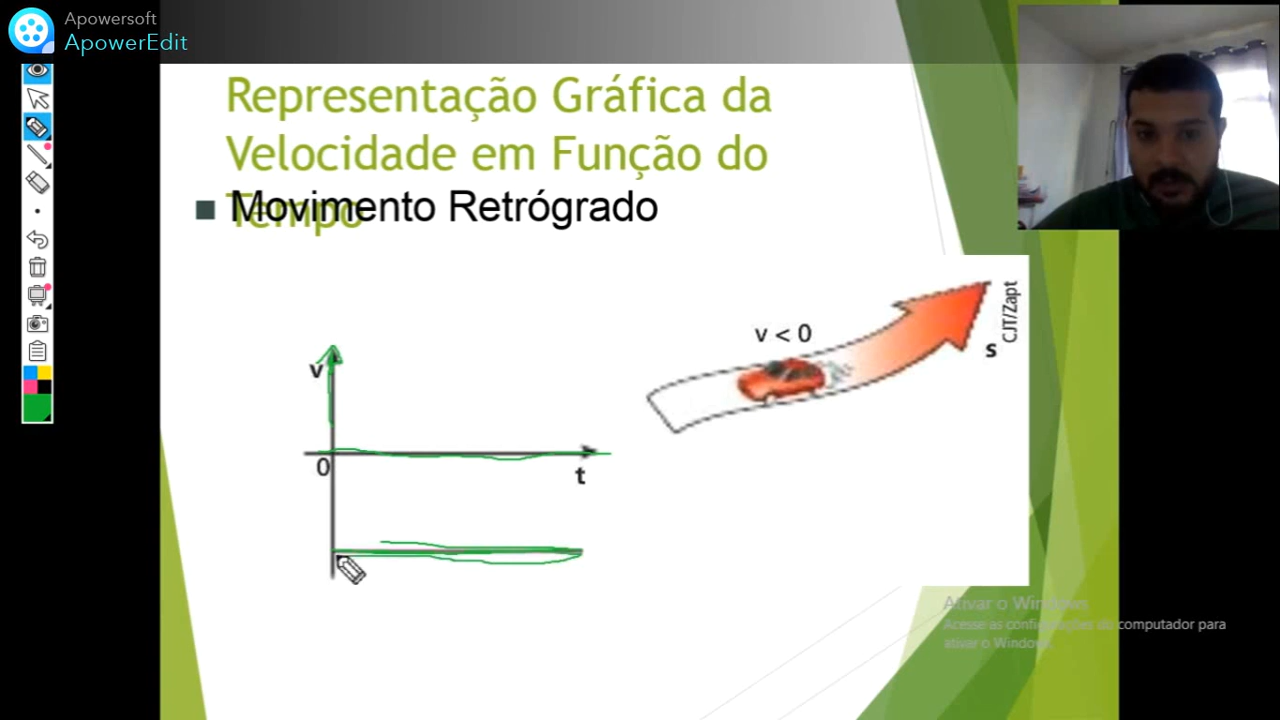 Apowersoft
ApowerEdit
Representação Gráfica da
Velocidade em Função do
Tempo
Movimento Retrógrado
v < 0
CJT/Zapt
s
v
0
t
Ativar o Windows
Acesse as configurações do computador para
ativar o Windows.